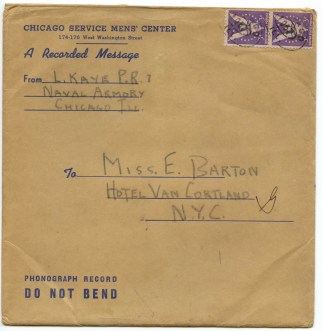 CHICAGO SERVICE MENS' CENTER
176-178 West Washington Street
A Recorded Message
From L. KAYE P.R.
NAVAL ARMORY
CHICAGO ILL
To MISS. E. BARTON
HOTEL VAN CORTLAND
N.Y.C.
PHONOGRAPH RECORD
DO NOT BEND